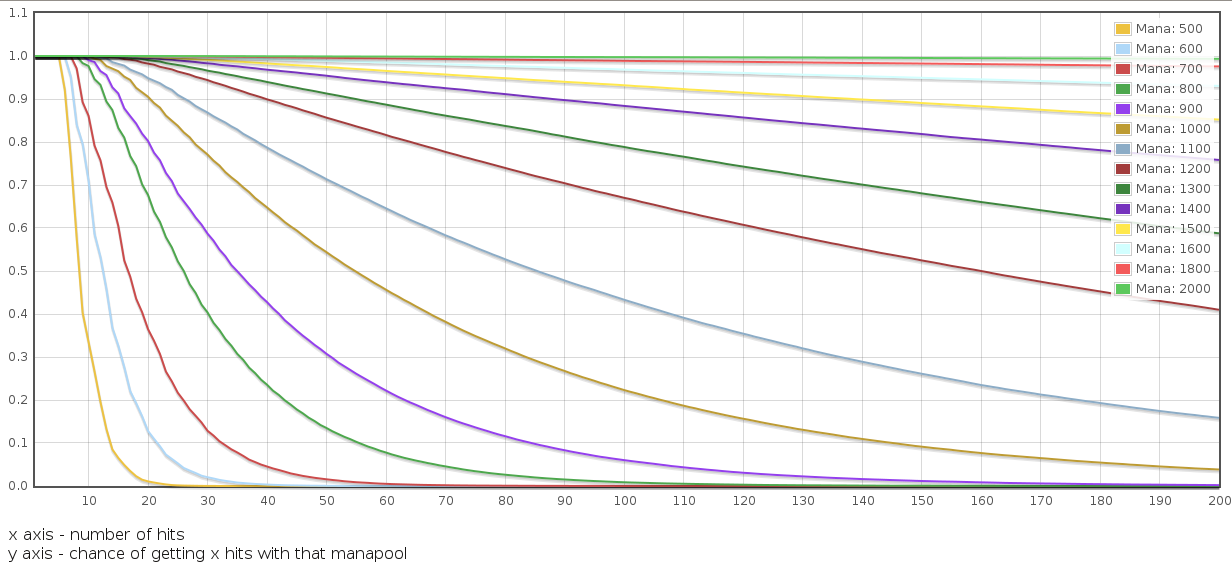 1.1
1.0
0.9
0.8
0.7
0.6
0.5
0.4
0.3
0.2
0.1
0.0
10 20 30 40 50 60 70 80 90 100 110 120 130 140 150 160 170 180 190 200
Mana: 500
Mana: 600
Mana: 700
Mana: 800
Mana: 900
Mana: 1000
Mana: 1100
Mana: 1200
Mana: 1300
Mana: 1400
Mana: 1500
Mana: 1600
Mana: 1800
Mana: 2000
x axis - number of hits
y axis - chance of getting x hits with that manapool